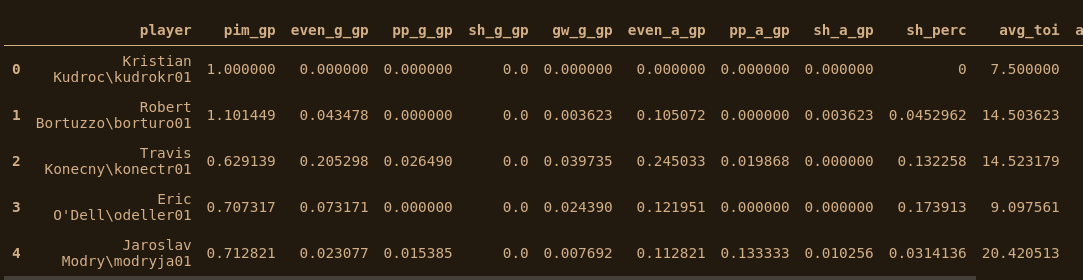 player pim_gp even_g_gp pp_g_gp sh_g_gp gw_g_gp even_a_gp pp_a_gp sh_a_gp sh_perc avg_toi a
0 Kristian 1.000000 0.000000 0.000000 0.0 0.000000 0.000000 0.000000 0.000000 0 7.500000
Kudroc\kudrokr01
1 Robert 1.101449 0.043478 0.000000 0.0 0.003623 0.105072 0.000000 0.003623 0.0452962 14.503623
Bortuzzo\borturo01
2 Travis 0.629139 0.205298 0.026490 0.0 0.039735 0.245033 0.019868 0.000000 0.132258 14.523179
Konecny\konectr01
3 Eric 0.707317 0.073171 0.000000 0.0 0.024390 0.121951 0.000000 0.000000 0.173913 9.097561
O'Dell\odeller01
4 Jaroslav 0.712821 0.023077 0.015385 0.0 0.007692 0.112821 0.133333 0.010256 0.0314136 20.420513
Modry\modryja01